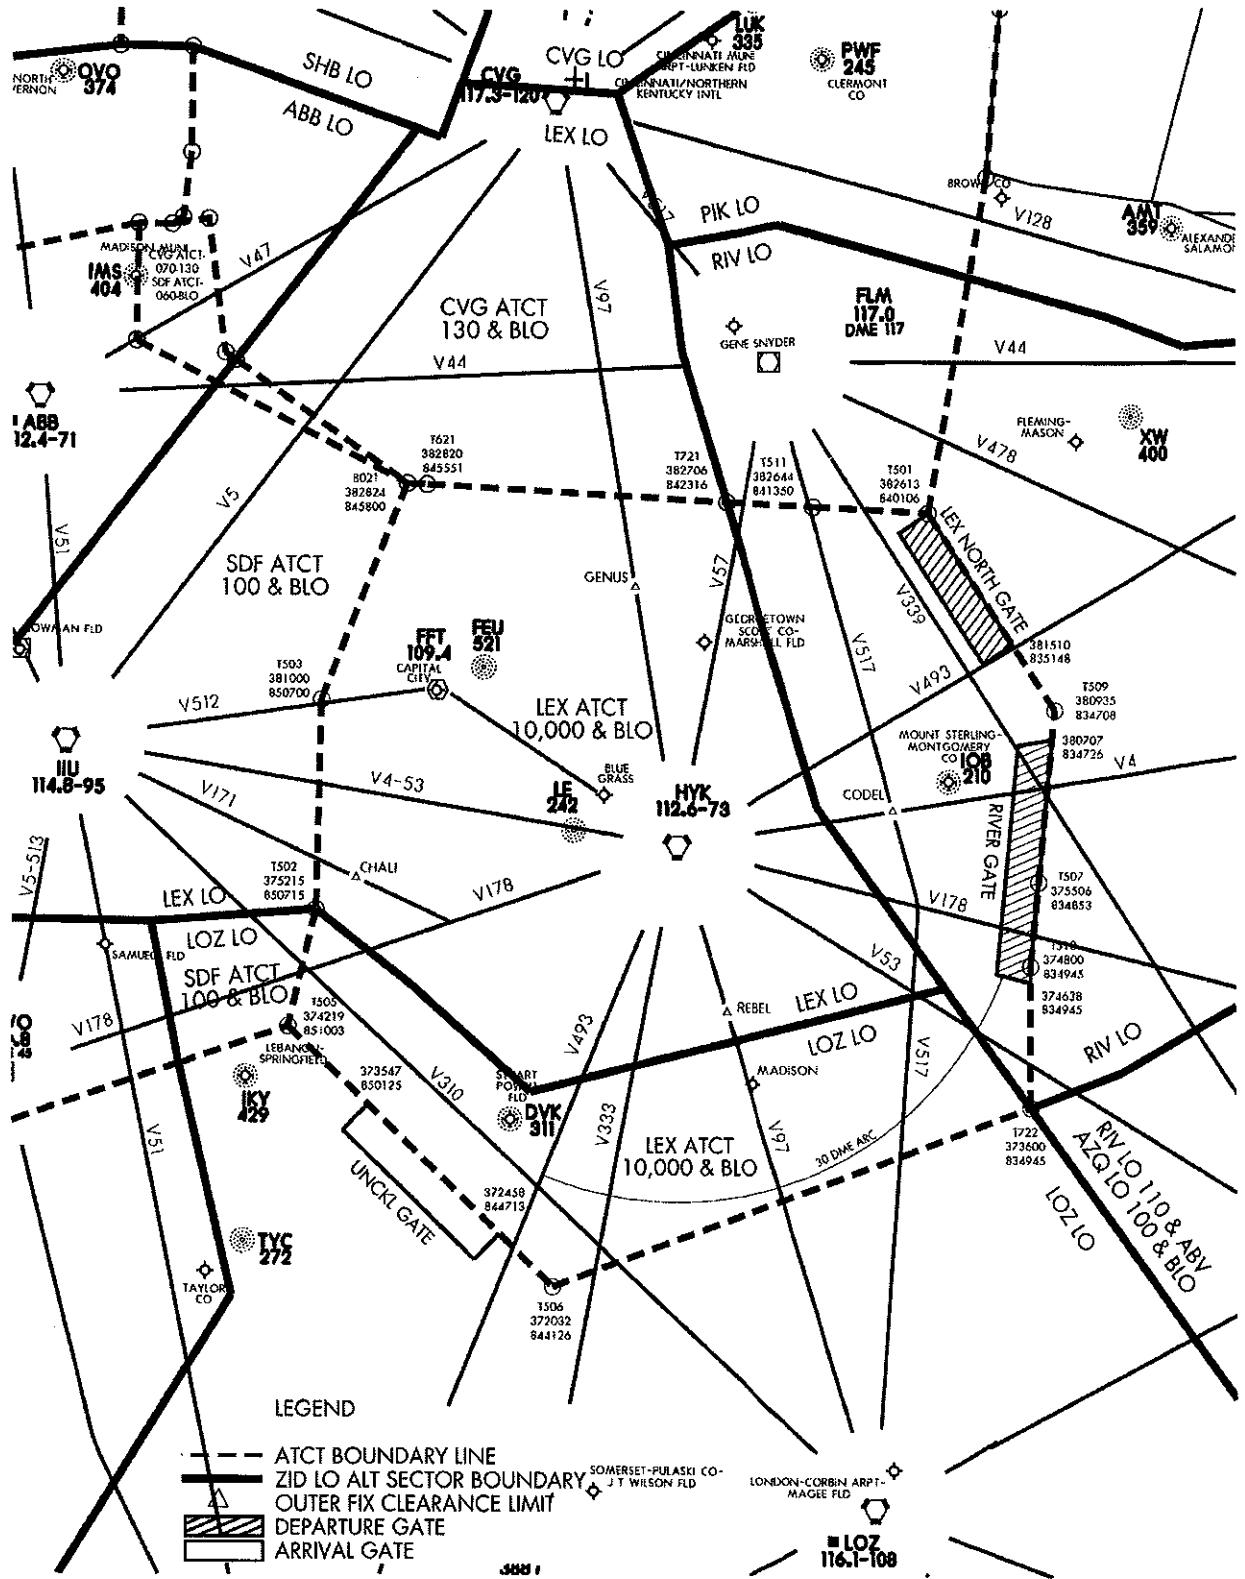 LUK
335
CINCINNATI MUNI
ARPT-LUNKEN FLD
CVG LO
PWF
245
CLERMONT
CO
NORTH
VERNON
OVO
374
SHB LO
ABB LO
CVG
117.3-120
CINCINNATI/NORTHERN
KENTUCKY INTL
LEX LO
BROWN CO
V128
AMT
359
V517
PIK LO
RIV LO
MADISON MUNI
IMS
404
CVG ATCT-
070-130
SDF ATCT-
060-BLO
V47
CVG ATCT
130 & BLO
V97
FLM
117.0
DME 117
GENE SNYDER
V44
V44
ABB
12.4-71
FLEMING-
MASON
XW
400
V478
T621
382820
845551
B021
382824
845800
T721
382706
842316
T511
382644
841350
T501
382613
840106
V5
V51
SDF ATCT
100 & BLO
GENUS
V57
LEX NORTH GATE
V339
BOWMAN FLD
FFT
109.4
CAPITAL
CITY
FEU
521
GEORGETOWN
SCOTT CO-
MARSHALL FLD
V517
381510
835148
T503
381000
850700
V512
V493
T509
380935
834708
LEX ATCT
10,000 & BLO
MOUNT STERLING-
MONTGOMERY
CO
IOB
210
380707
834726
IIU
114.8-95
V4-53
V171
BLUE
GRASS
LE
242
HYK
112.6-73
CODEL
V4
RIVER GATE
V5-513
T502
375215
850715
CHALI
V178
T507
375506
834853
V178
LEX LO
LOZ LO
SAMUELS FLD
SDF ATCT
100 & BLO
V53
T510
374800
834945
T505
374219
851003
V178
REBEL
LEX LO
LOZ LO
374638
834945
LEBANON-
SPRINGFIELD
V493
RIV LO
373547
850125
V310
STUART
POWELL
FLD
MADISON
V517
IKY
429
DVK
311
V333
V51
LEX ATCT
10,000 & BLO
V97
30 DME ARC
T722
373600
834945
RIV LO 110 & ABV
AZQ LO 100 & BLO
LOZ LO
UNCKL GATE
372458
844713
TYC
272
TAYLOR
CO
T506
372032
844126
LEGEND
ATCT BOUNDARY LINE
ZID LO ALT SECTOR BOUNDARY
OUTER FIX CLEARANCE LIMIT
DEPARTURE GATE
ARRIVAL GATE
SOMERSET-PULASKI CO-
J T WILSON FLD
LONDON-CORBIN ARPT-
MAGEE FLD
LOZ
116.1-108